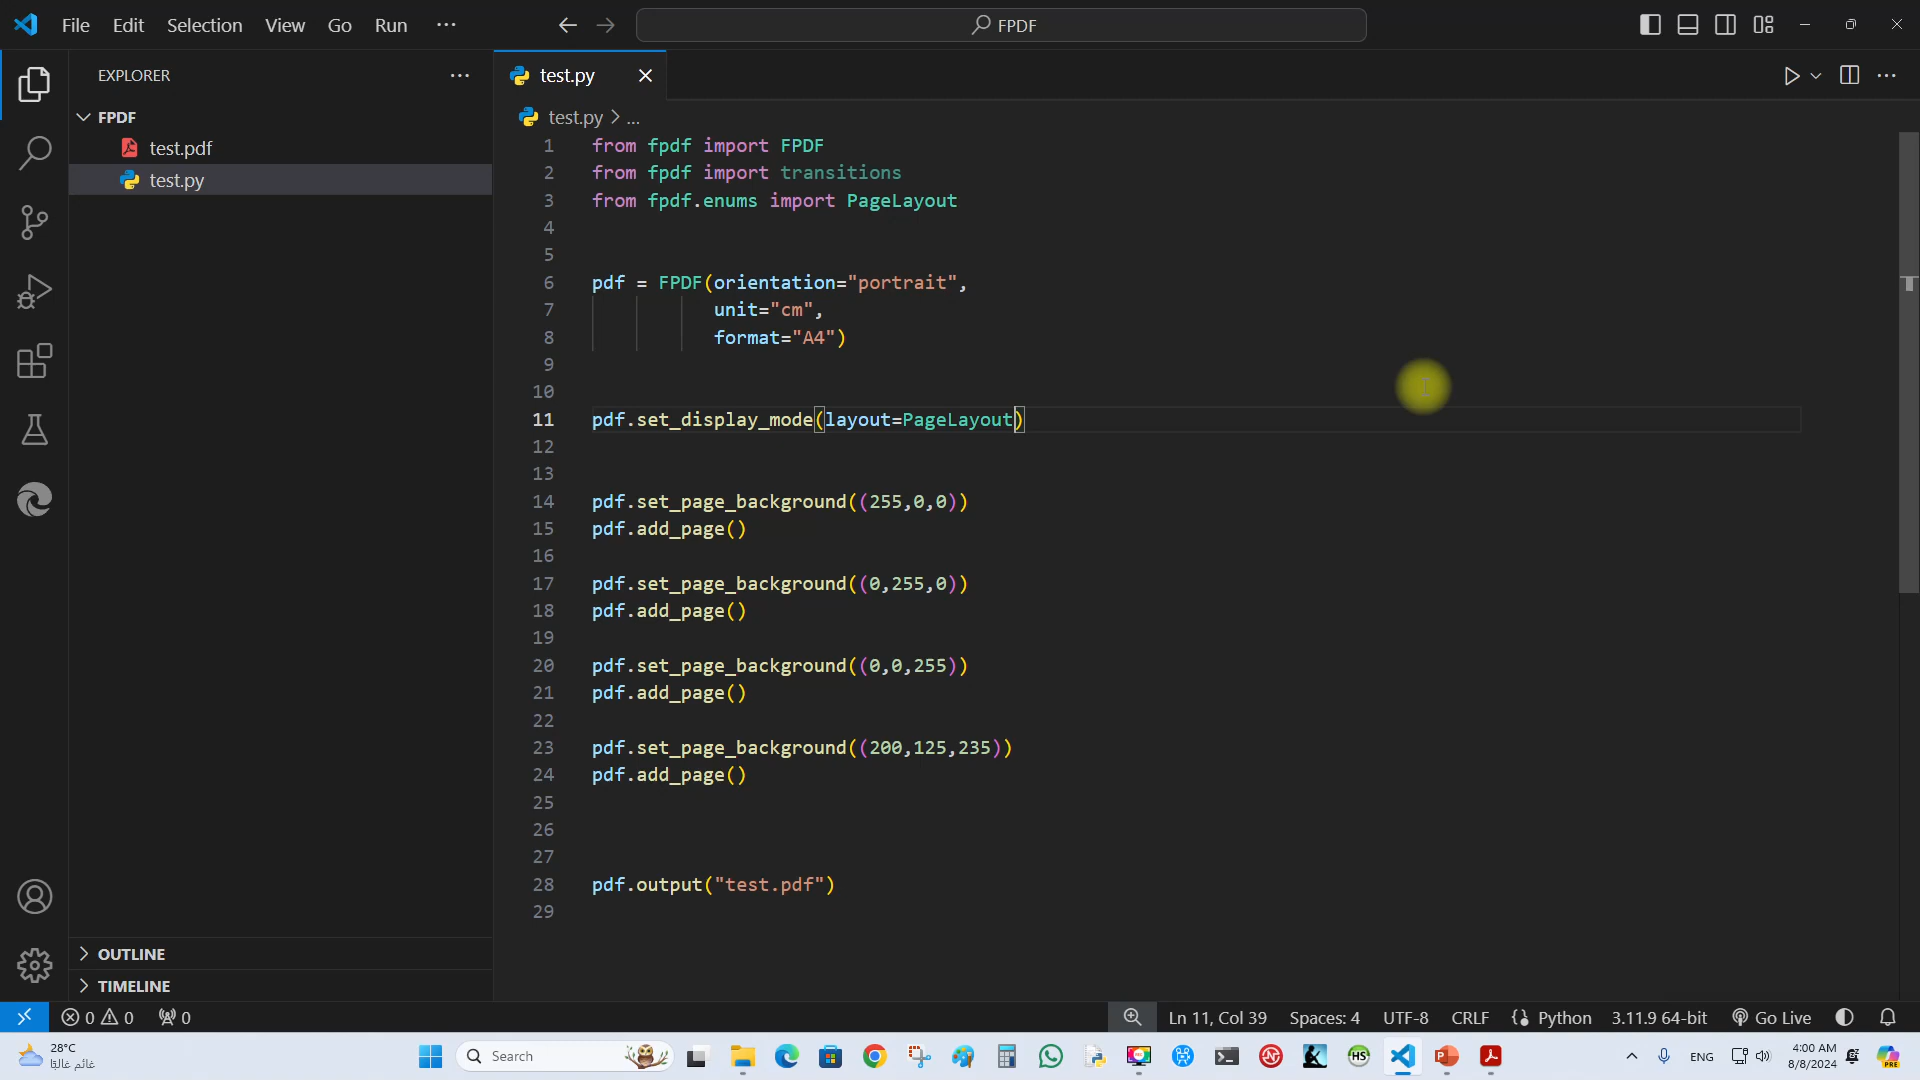 File Edit Selection View Go Run ...
FPDF
EXPLORER
FPDF
test.pdf
test.py
OUTLINE
TIMELINE
test.py
test.py > ...
1 from fpdf import FPDF
2 from fpdf import transitions
3 from fpdf.enums import PageLayout
4
5
6 pdf = FPDF(orientation="portrait",
7 unit="cm",
8 format="A4")
9
10
11 pdf.set_display_mode(layout=PageLayout)
12
13
14 pdf.set_page_background((255,0,0))
15 pdf.add_page()
16
17 pdf.set_page_background((0,255,0))
18 pdf.add_page()
19
20 pdf.set_page_background((0,0,255))
21 pdf.add_page()
22
23 pdf.set_page_background((200,125,235))
24 pdf.add_page()
25
26
27
28 pdf.output("test.pdf")
29
0 0 0 Ln 11, Col 39 Spaces: 4 UTF-8 CRLF Python 3.11.9 64-bit Go Live
28°C
غائم غالبًا
Search
HS
PRE
ENG
4:00 AM
8/8/2024